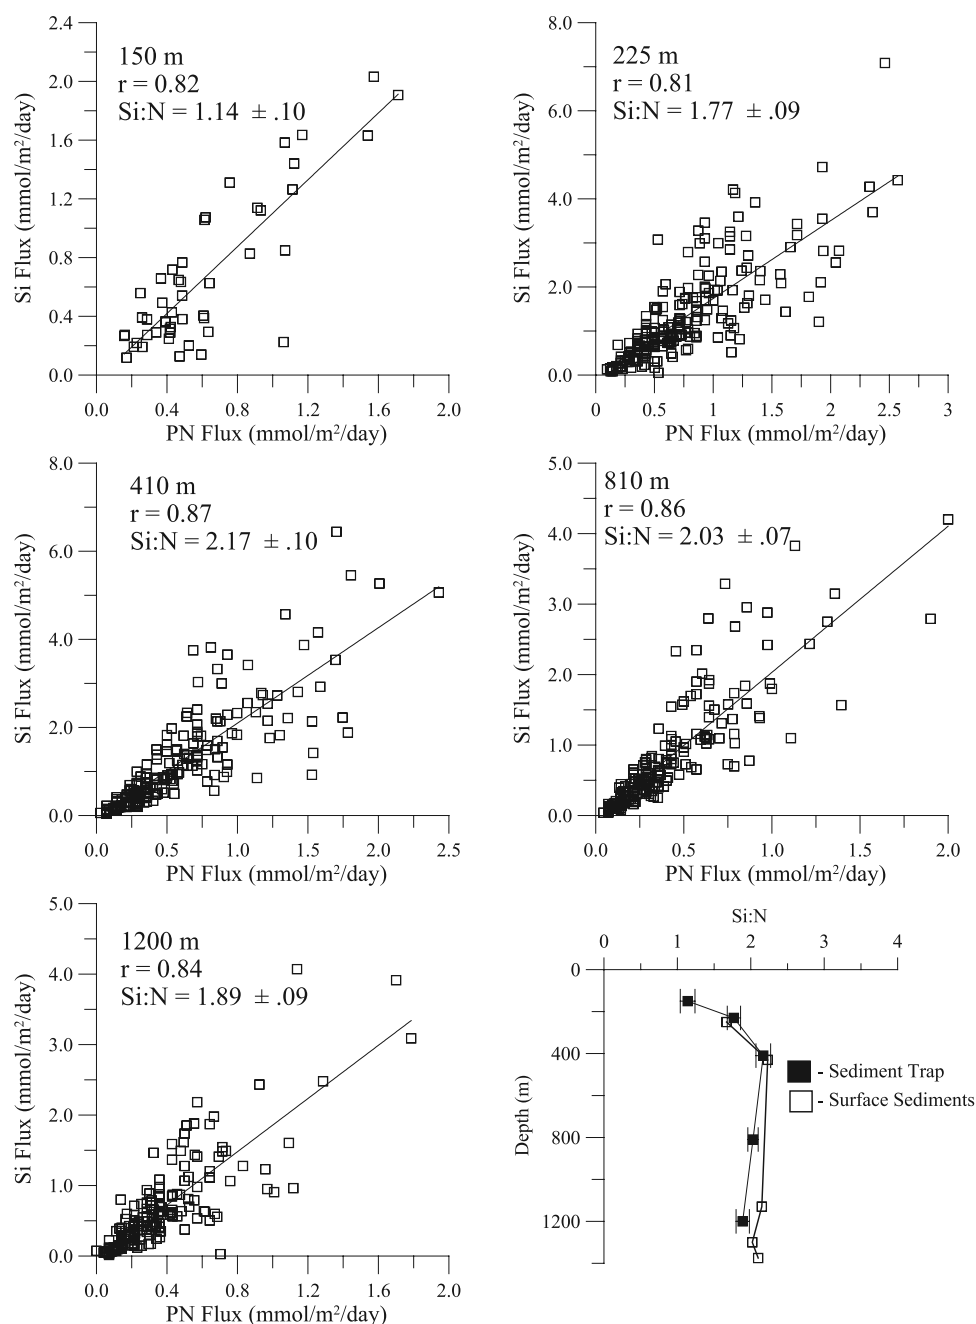 2.4
2.0
1.6
1.2
0.8
0.4
0.0
Si Flux (mmol/m²/day)
150 m
r = 0.82
Si:N = 1.14 ± .10
0.0 0.4 0.8 1.2 1.6 2.0
PN Flux (mmol/m²/day)
8.0
6.0
4.0
2.0
0.0
Si Flux (mmol/m²/day)
225 m
r = 0.81
Si:N = 1.77 ± .09
0 0.5 1 1.5 2 2.5 3
PN Flux (mmol/m²/day)
8.0
6.0
4.0
2.0
0.0
Si Flux (mmol/m²/day)
410 m
r = 0.87
Si:N = 2.17 ± .10
0.0 0.5 1.0 1.5 2.0 2.5
PN Flux (mmol/m²/day)
5.0
4.0
3.0
2.0
1.0
0.0
Si Flux (mmol/m²/day)
810 m
r = 0.86
Si:N = 2.03 ± .07
0.0 0.5 1.0 1.5 2.0
PN Flux (mmol/m²/day)
5.0
4.0
3.0
2.0
1.0
0.0
Si Flux (mmol/m²/day)
1200 m
r = 0.84
Si:N = 1.89 ± .09
0.0 0.4 0.8 1.2 1.6 2.0
PN Flux (mmol/m²/day)
Si:N
0 1 2 3 4
0
400
800
1200
Depth (m)
- Sediment Trap
- Surface Sediments